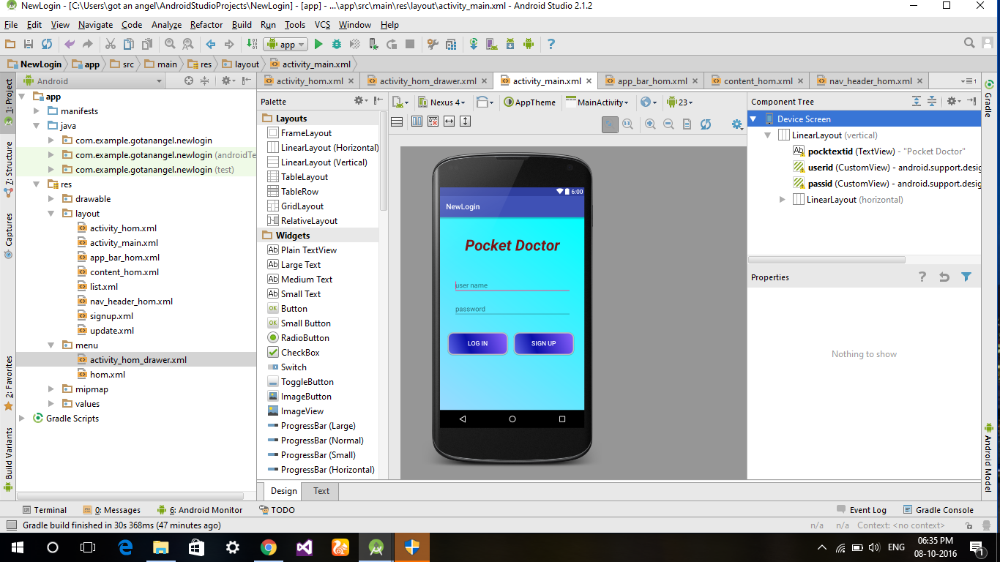 NewLogin - [C:\Users\got an angel\AndroidStudioProjects\NewLogin] - [app] - ...\app\src\main\res\layout\activity_main.xml - Android Studio 2.1.2
File Edit View Navigate Code Analyze Refactor Build Run Tools VCS Window Help
app
NewLogin app src main res layout activity_main.xml
Android
activity_hom.xml activity_hom_drawer.xml activity_main.xml app_bar_hom.xml content_hom.xml nav_header_hom.xml
1: Project
7: Structure
Captures
2: Favorites
Build Variants
app
manifests
java
com.example.gotanangel.newlogin
com.example.gotanangel.newlogin (androidTe
com.example.gotanangel.newlogin (test)
res
drawable
layout
activity_hom.xml
activity_main.xml
app_bar_hom.xml
content_hom.xml
list.xml
nav_header_hom.xml
signup.xml
update.xml
menu
activity_hom_drawer.xml
hom.xml
mipmap
values
Gradle Scripts
Palette
Layouts
FrameLayout
LinearLayout (Horizontal)
LinearLayout (Vertical)
TableLayout
TableRow
GridLayout
RelativeLayout
Widgets
Plain TextView
Large Text
Medium Text
Small Text
Button
Small Button
RadioButton
CheckBox
Switch
ToggleButton
ImageButton
ImageView
ProgressBar (Large)
ProgressBar (Normal)
ProgressBar (Small)
ProgressBar (Horizontal)
Nexus 4 AppTheme MainActivity 23
6:00
NewLogin
Pocket Doctor
user name
password
LOG IN SIGN UP
Component Tree
Device Screen
LinearLayout (vertical)
pocktextid (TextView) - "Pocket Doctor"
userid (CustomView) - android.support.desig
passid (CustomView) - android.support.desig
LinearLayout (horizontal)
Properties
Nothing to show
Gradle
Android Model
Design Text
Terminal 0: Messages 6: Android Monitor TODO Event Log Gradle Console
Gradle build finished in 30s 368ms (47 minutes ago) n/a n/a Context: <no context>
ENG 06:35 PM
08-10-2016
1